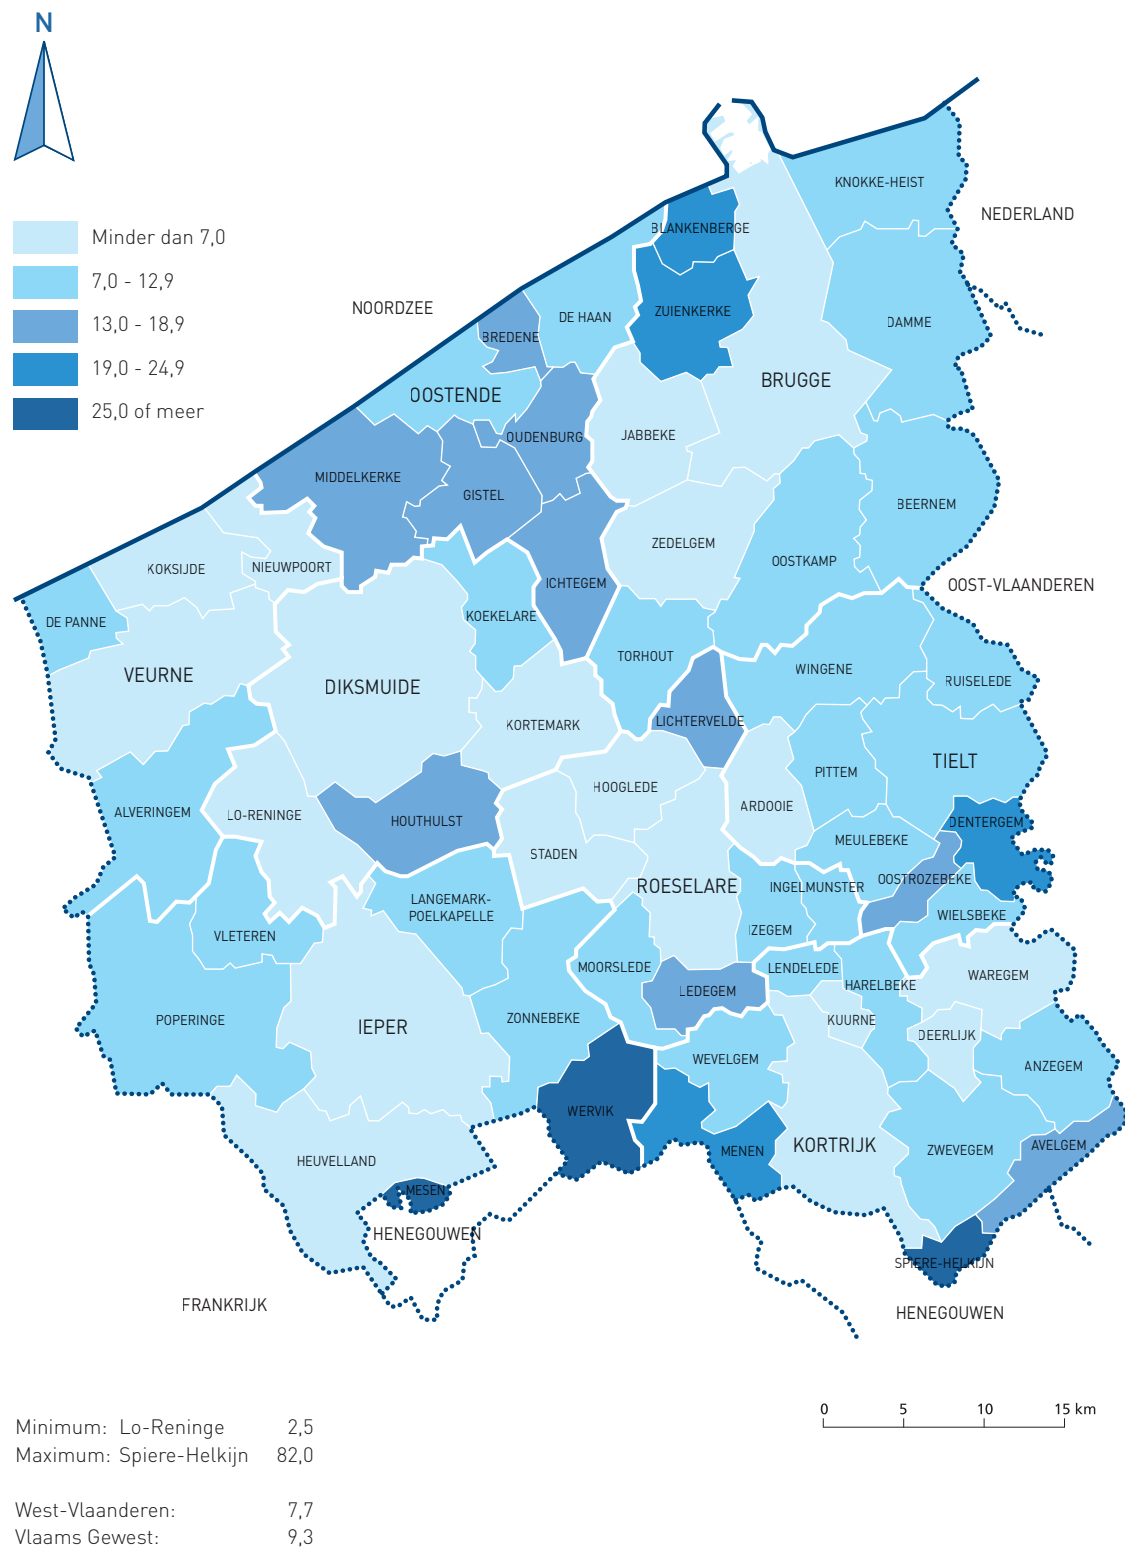 N
KNOKKE-HEIST
NEDERLAND
BLANKENBERGE
Minder dan 7,0
7,0 - 12,9
13,0 - 18,9
19,0 - 24,9
25,0 of meer
NOORDZEE
ZUIENKERKE
DE HAAN
DAMME
BREDENE
BRUGGE
OOSTENDE
OUDENBURG
JABBEKE
MIDDELKERKE
GISTEL
BEERNEM
ZEDELGEM
OOSTKAMP
KOKSIJDE
NIEUWPOORT
ICHTEGEM
OOST-VLAANDEREN
DE PANNE
KOEKELARE
TORHOUT
WINGENE
VEURNE
DIKSMUIDE
RUISELEDE
KORTEMARK
LICHTERVELDE
TIELT
PITTEM
HOOGLEDE
ARDOOIE
ALVERINGEM
LO-RENINGE
HOUTHULST
DENTERGEM
MEULEBEKE
STADEN
OOSTROZEBEKE
ROESELARE
INGELMUNSTER
LANGEMARK-
POELKAPELLE
WIELSBEKE
VLETEREN
IZEGEM
MOORSLEDE
LENDELEDE
WAREGEM
HARELBEKE
LEDEGEM
POPERINGE
IEPER
ZONNEBEKE
KUURNE
DEERLIJK
WEVELGEM
ANZEGEM
WERVIK
MENEN
KORTRIJK
ZWEVEGEM
AVELGEM
HEUVELLAND
MESEN
HENEGOUWEN
SPIERE-HELKIJN
FRANKRIJK
HENEGOUWEN
0 5 10 15 km
Minimum: Lo-Reninge 2,5
Maximum: Spiere-Helkijn 82,0
West-Vlaanderen: 7,7
Vlaams Gewest: 9,3